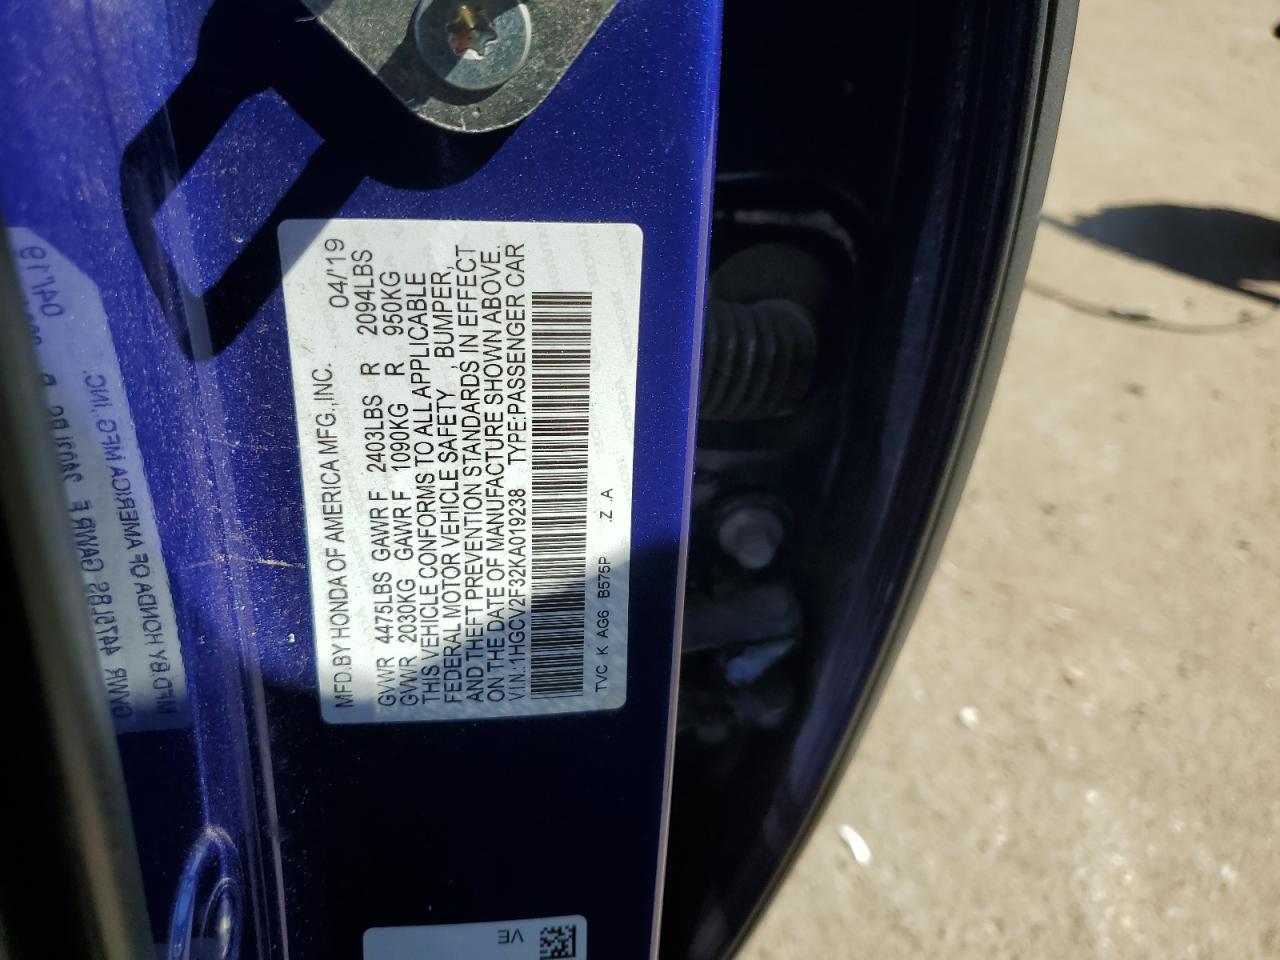 MFD.BY HONDA OF AMERICA MFG.,INC. 04/'19
GVWR 4475LBS GAWR F 2403LBS R 2094LBS
GVWR 2030KG GAWR F 1090KG R 950KG
THIS VEHICLE CONFORMS TO ALL APPLICABLE
FEDERAL MOTOR VEHICLE SAFETY, BUMPER,
AND THEFT PREVENTION STANDARDS IN EFFECT
ON THE DATE OF MANUFACTURE SHOWN ABOVE.
V.I.N.:1HGCV2F32KA019238 TYPE:PASSENGER CAR
TVC K AG6 B575P .Z A
VE